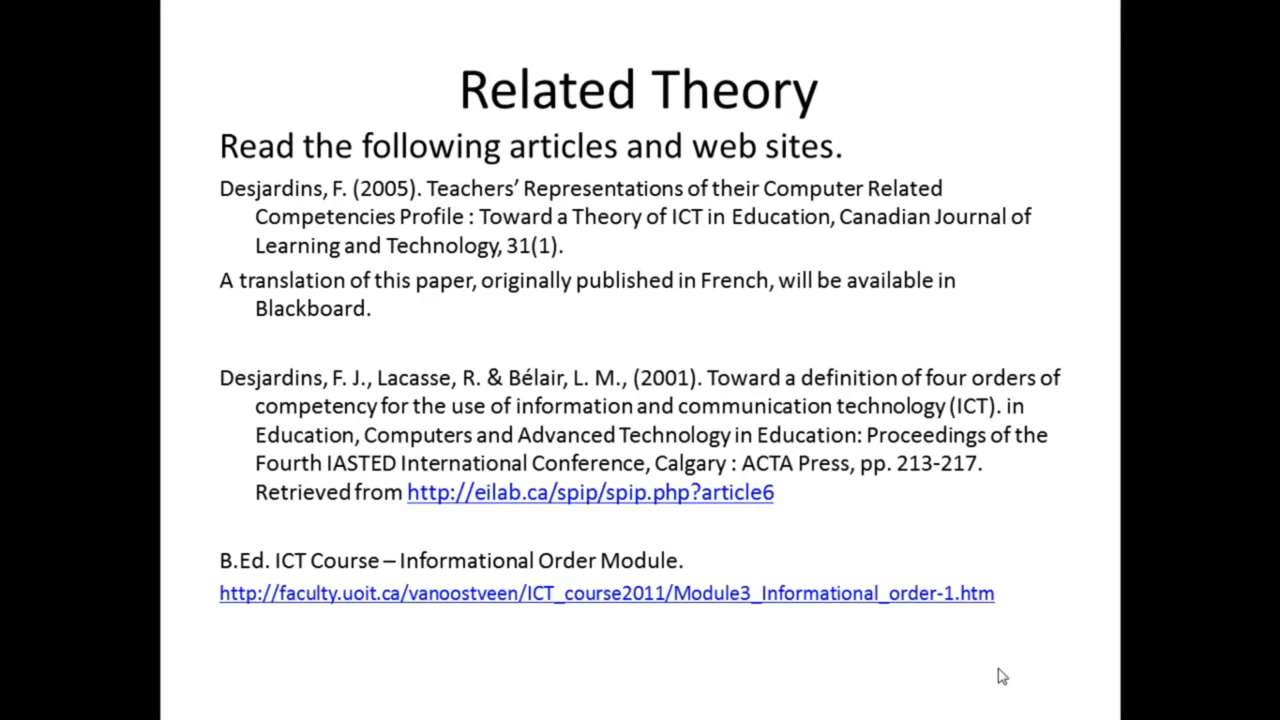 Related Theory
Read the following articles and web sites.
Desjardins, F. (2005). Teachers’ Representations of their Computer Related
Competencies Profile : Toward a Theory of ICT in Education, Canadian Journal of
Learning and Technology, 31(1).
A translation of this paper, originally published in French, will be available in
Blackboard.
Desjardins, F. J., Lacasse, R. & Bélair, L. M., (2001). Toward a definition of four orders of
competency for the use of information and communication technology (ICT). in
Education, Computers and Advanced Technology in Education: Proceedings of the
Fourth IASTED International Conference, Calgary : ACTA Press, pp. 213-217.
Retrieved from http://eilab.ca/spip/spip.php?article6
B.Ed. ICT Course – Informational Order Module.
http://faculty.uoit.ca/vanoostveen/ICT_course2011/Module3_Informational_order-1.htm